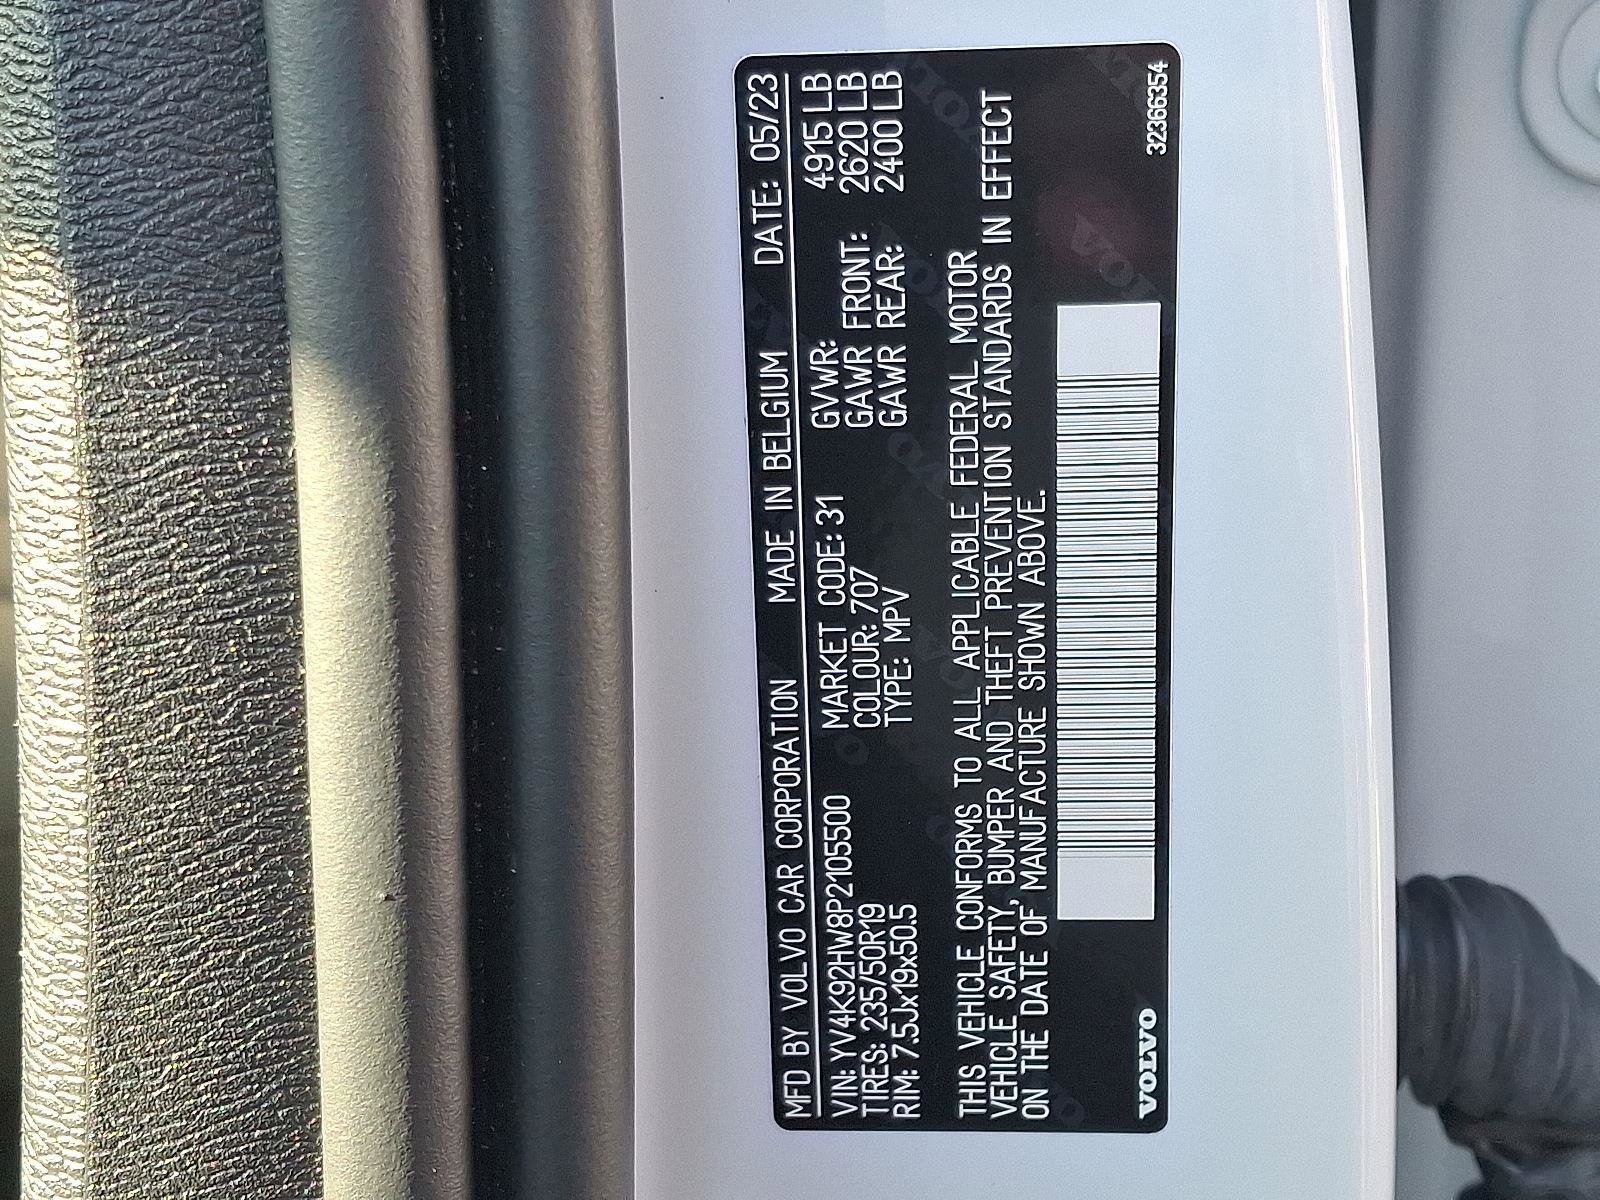 MFD BY VOLVO CAR CORPORATION MADE IN BELGIUM DATE: 05/23
VIN: YV4K92HW8P2105500 MARKET CODE: 31 GVWR: 4915 LB
TIRES: 235/50R19 COLOUR: 707 GAWR FRONT: 2620 LB
RIM: 7.5Jx19x50.5 TYPE: MPV GAWR REAR: 2400 LB
THIS VEHICLE CONFORMS TO ALL APPLICABLE FEDERAL MOTOR
VEHICLE SAFETY, BUMPER AND THEFT PREVENTION STANDARDS IN EFFECT
ON THE DATE OF MANUFACTURE SHOWN ABOVE.
VOLVO 32366354